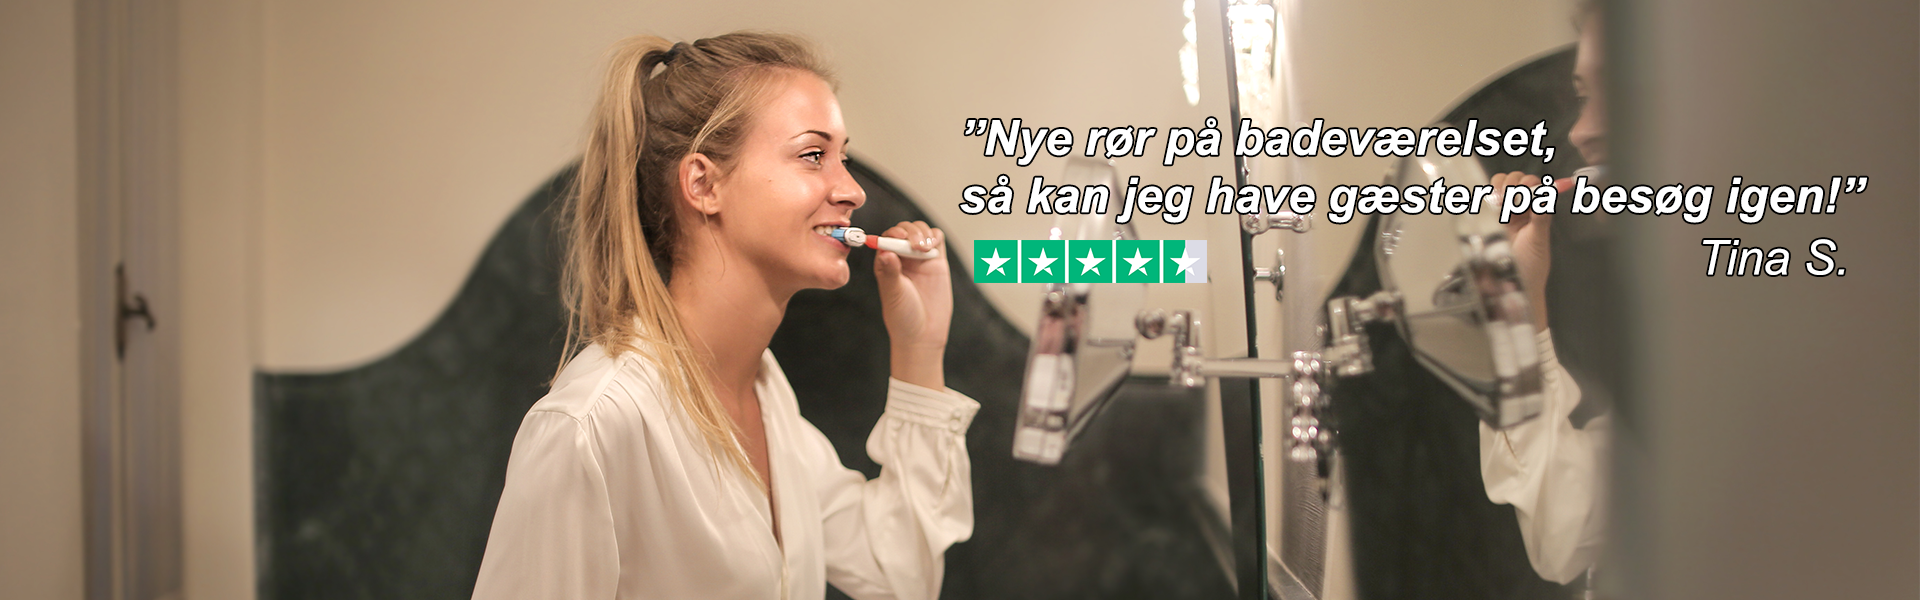 ”Nye rør på badeværelset,
så kan jeg have gæster på besøg igen!”
Tina S.